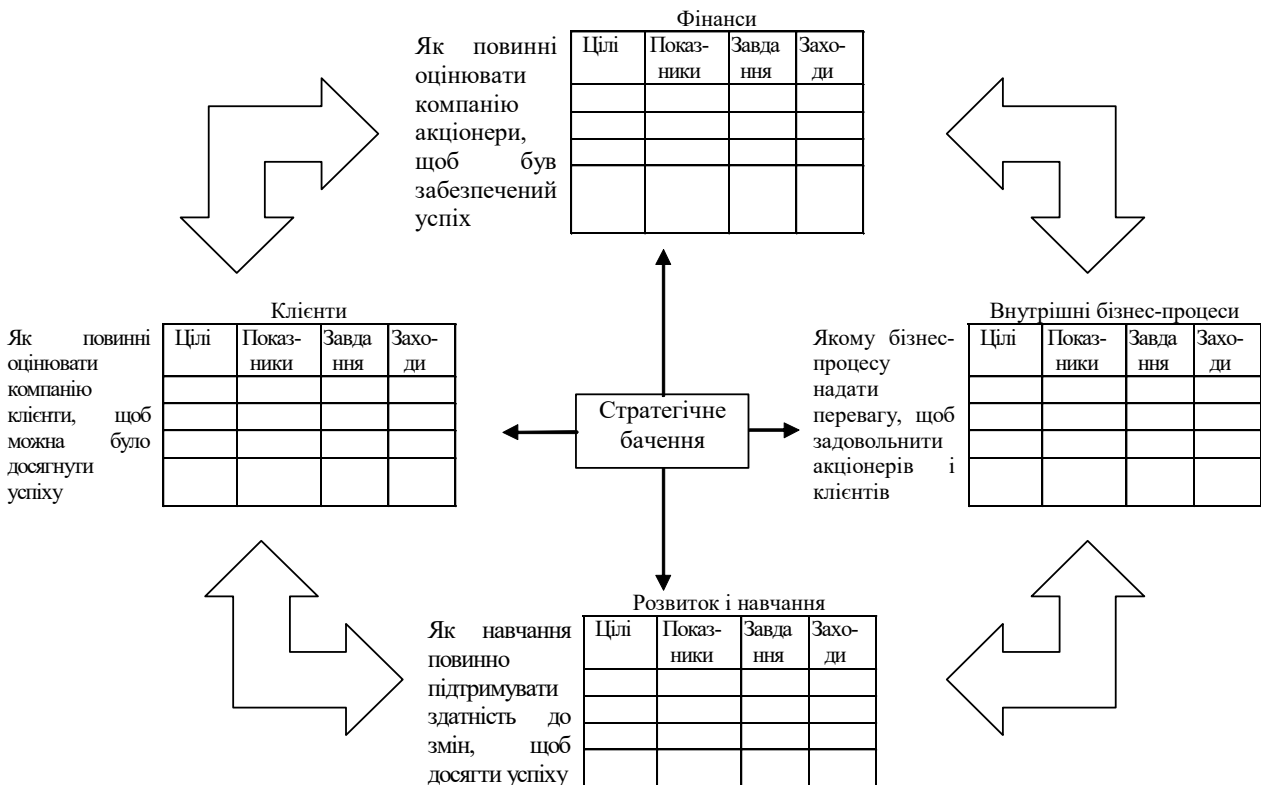 Фінанси
Як повинні
оцінювати
компанію
акціонери,
щоб був
забезпечений
успіх
Цілі Показ- Завда Захо-
ники ння ди
Клієнти
Як повинні
оцінювати
компанію
клієнти, щоб
можна було
досягнути
успіху
Цілі Показ- Завда Захо-
ники ння ди
Стратегічне
бачення
Внутрішні бізнес-процеси
Якому бізнес-
процесу
надати
перевагу, щоб
задовольнити
акціонерів і
клієнтів
Цілі Показ- Завда Захо-
ники ння ди
Розвиток і навчання
Як навчання
повинно
підтримувати
здатність до
змін, щоб
досягти успіху
Цілі Показ- Завда Захо-
ники ння ди